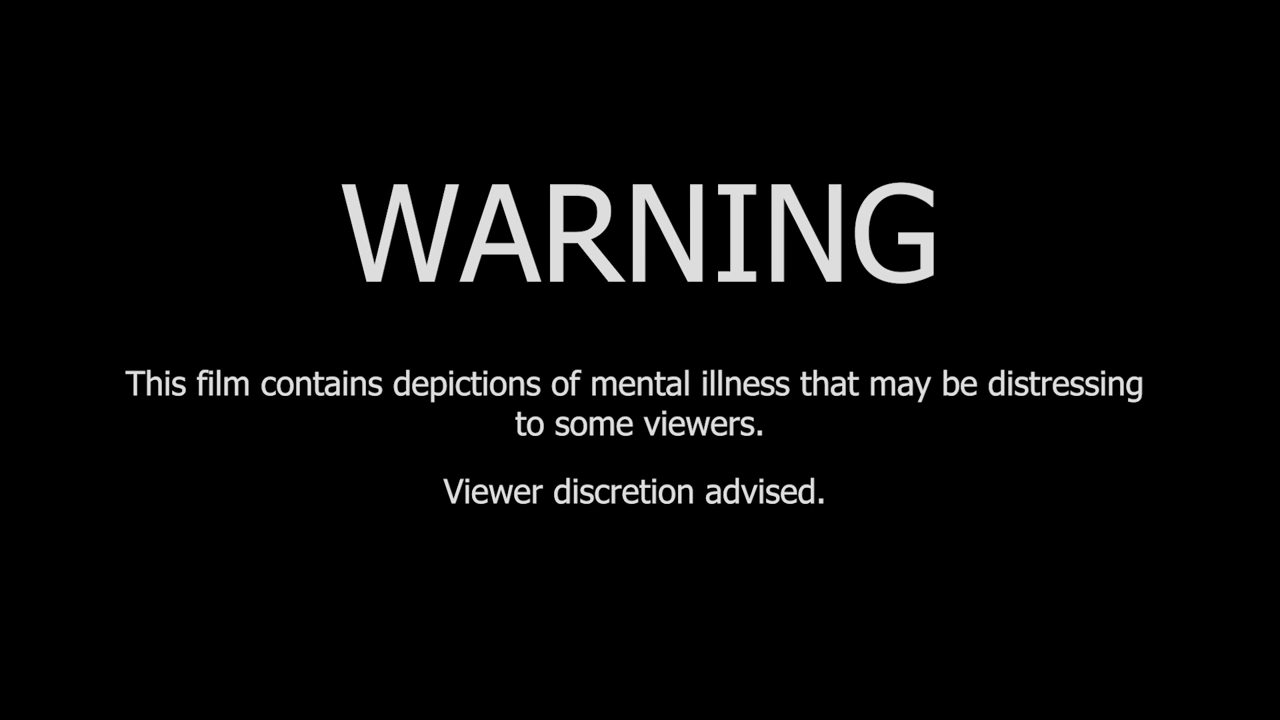 WARNING
This film contains depictions of mental illness that may be distressing
to some viewers.
Viewer discretion advised.